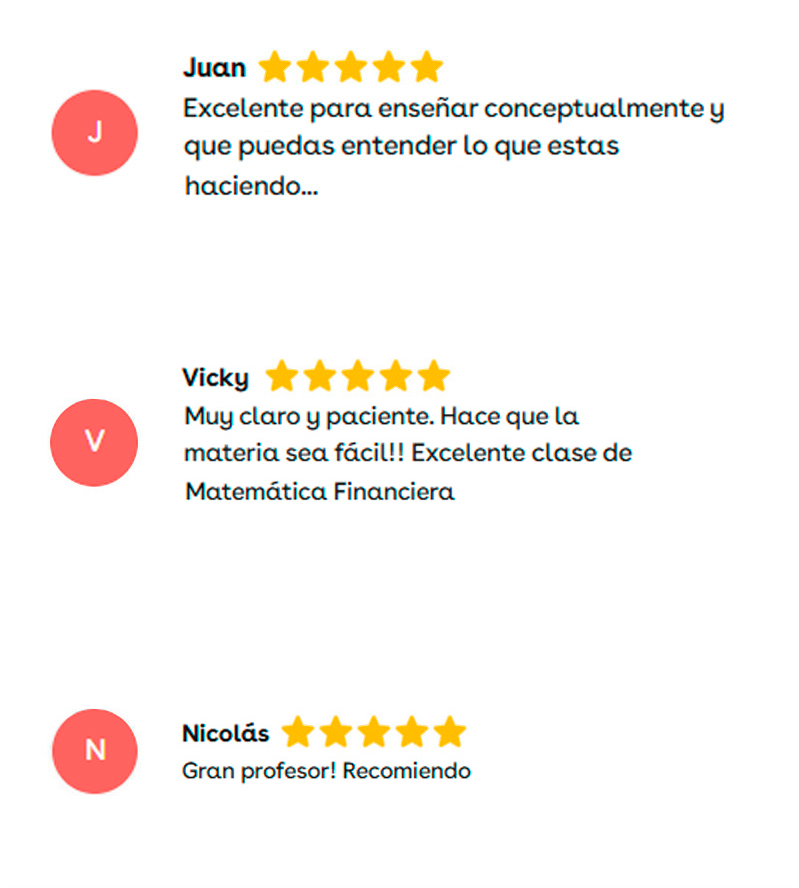 Juan
J
Excelente para enseñar conceptualmente y
que puedas entender lo que estas
haciendo...
Vicky
V
Muy claro y paciente. Hace que la
materia sea fácil!! Excelente clase de
Matemática Financiera
Nicolás
N
Gran profesor! Recomiendo